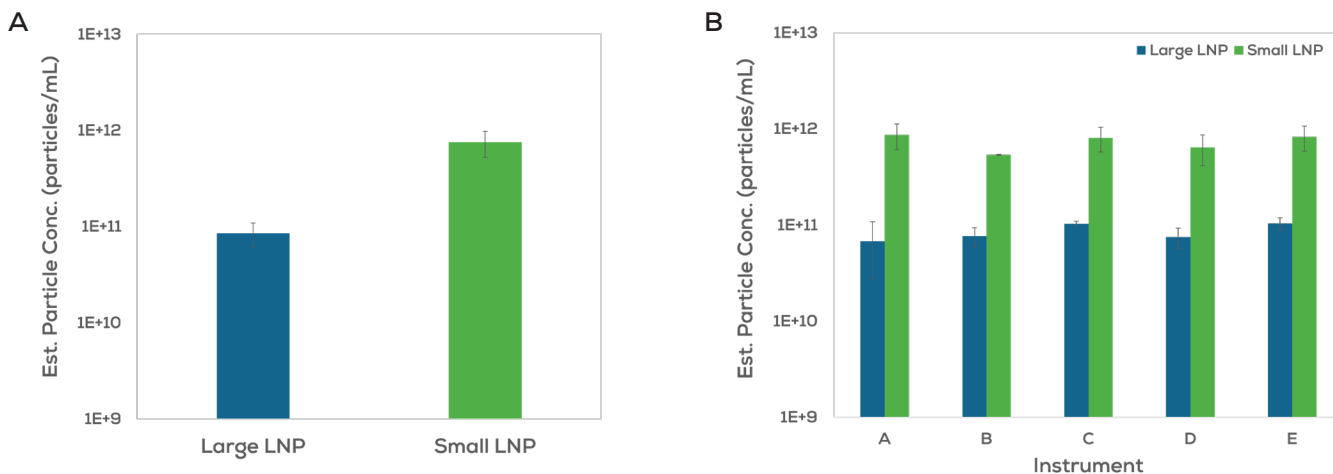 A
Est. Particle Conc. (particles/mL)
1E+13
1E+12
1E+11
1E+10
1E+9
Large LNP
Small LNP
B
Est. Particle Conc. (particles/mL)
1E+13
1E+12
1E+11
1E+10
1E+9
Large LNP Small LNP
A B C D E
Instrument